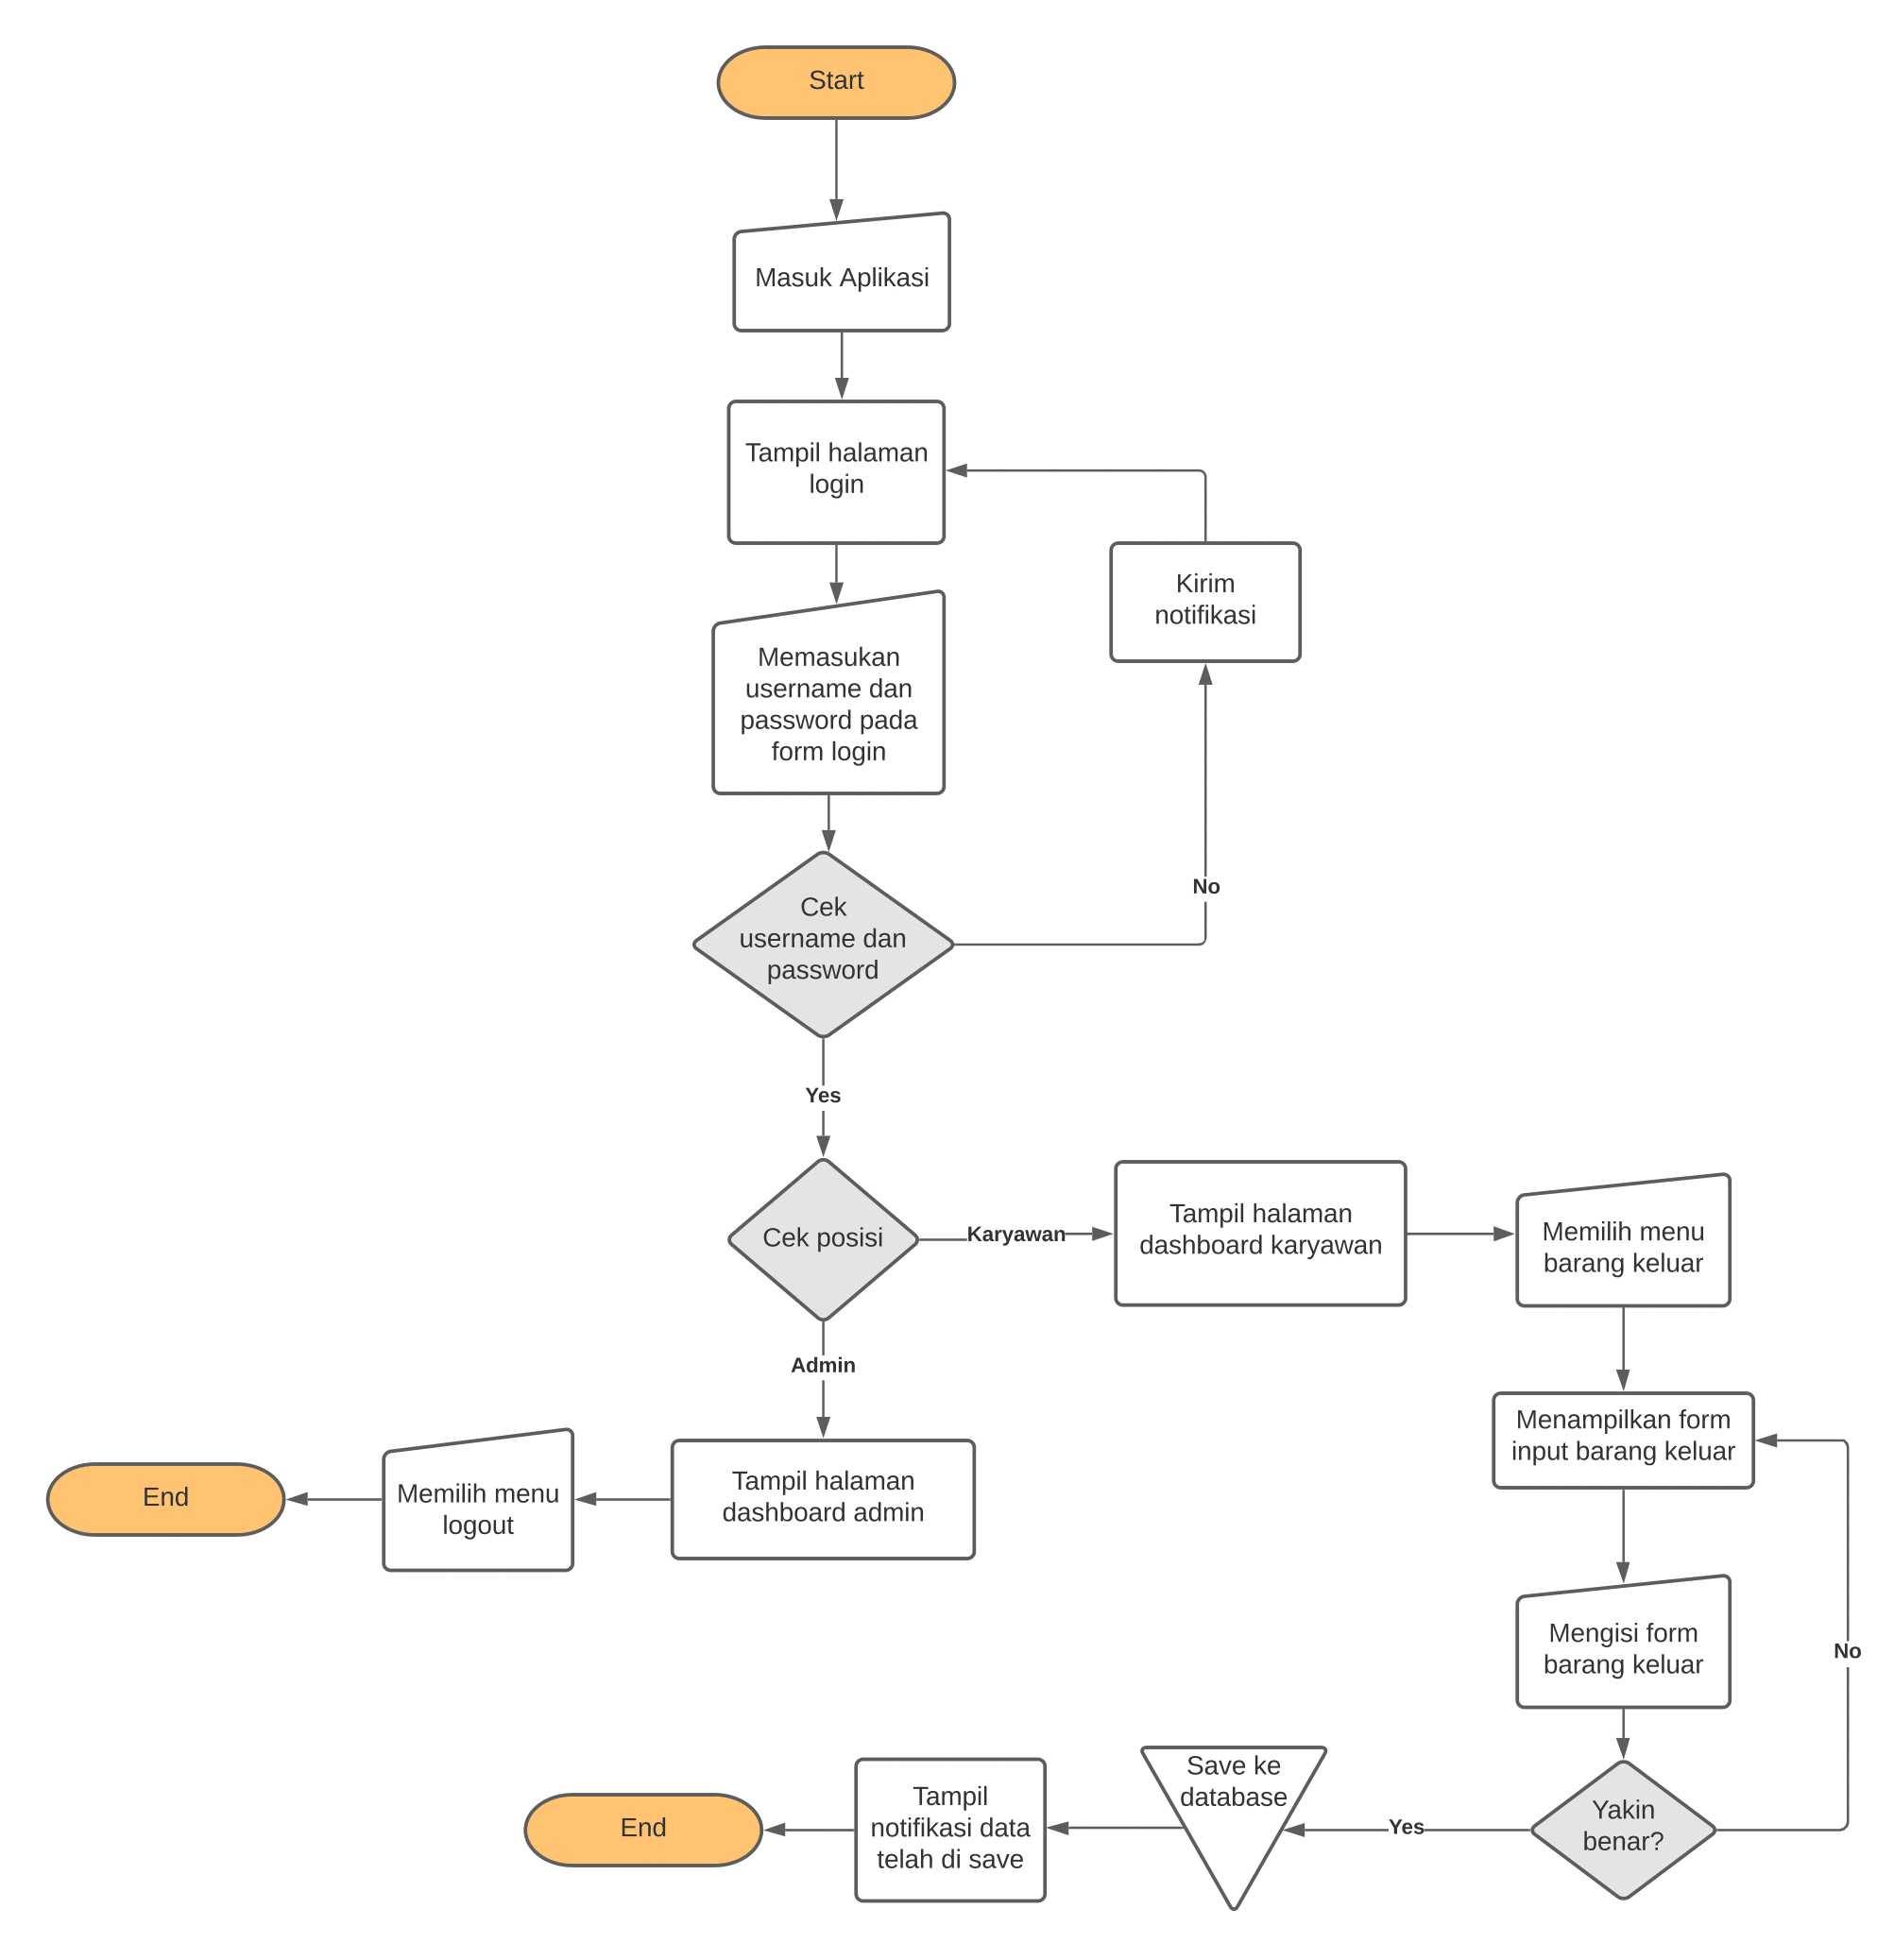 Start
Masuk Aplikasi
Tampil halaman
login
Kirim
notifikasi
Memasukan
username dan
password pada
form login
No
Cek
username dan
password
Yes
Cek posisi
Karyawan
Tampil halaman
dashboard karyawan
Memilih menu
barang keluar
Admin
Menampilkan form
input barang keluar
End
Memilih menu
logout
Tampil halaman
dashboard admin
Mengisi form
barang keluar
No
Yakin
benar?
Yes
Save ke
database
Tampil
notifikasi data
telah di save
End